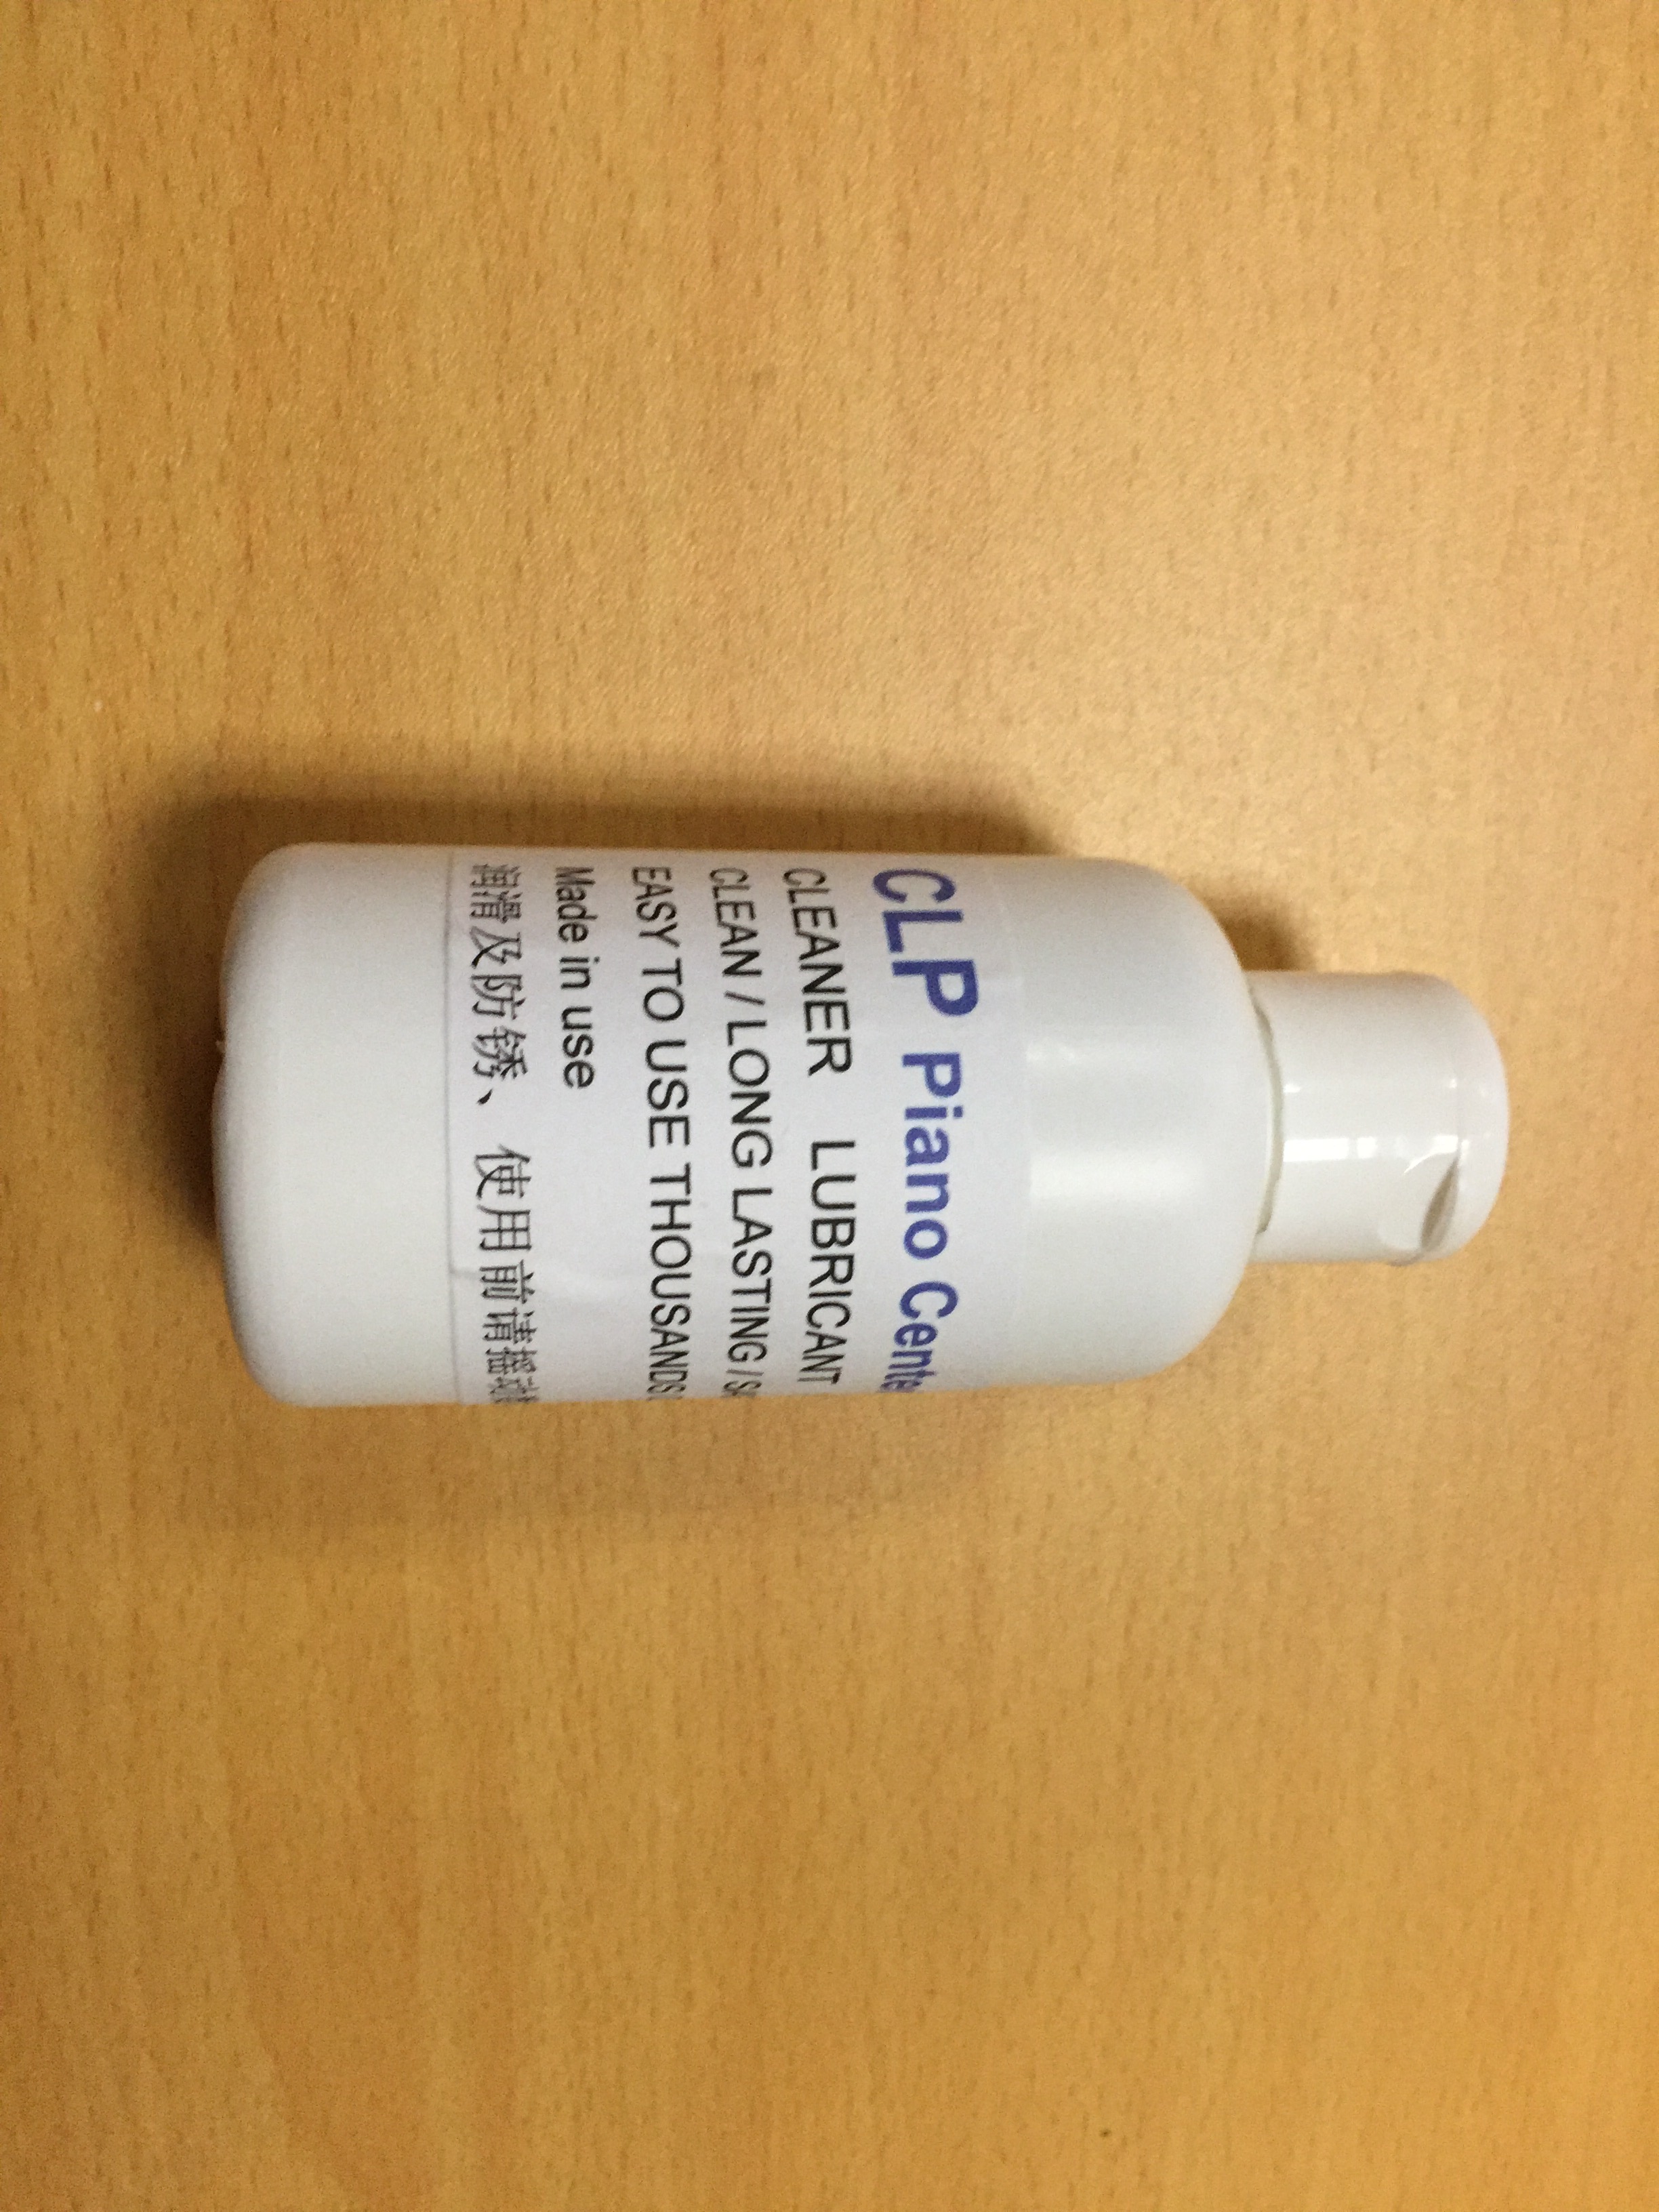 CLP Piano
CLEANER LUBRICANT
CLEAN / LONG LASTING /
EASY TO USE THOUSANDS
Made in use
润滑及防锈、使用前请摇